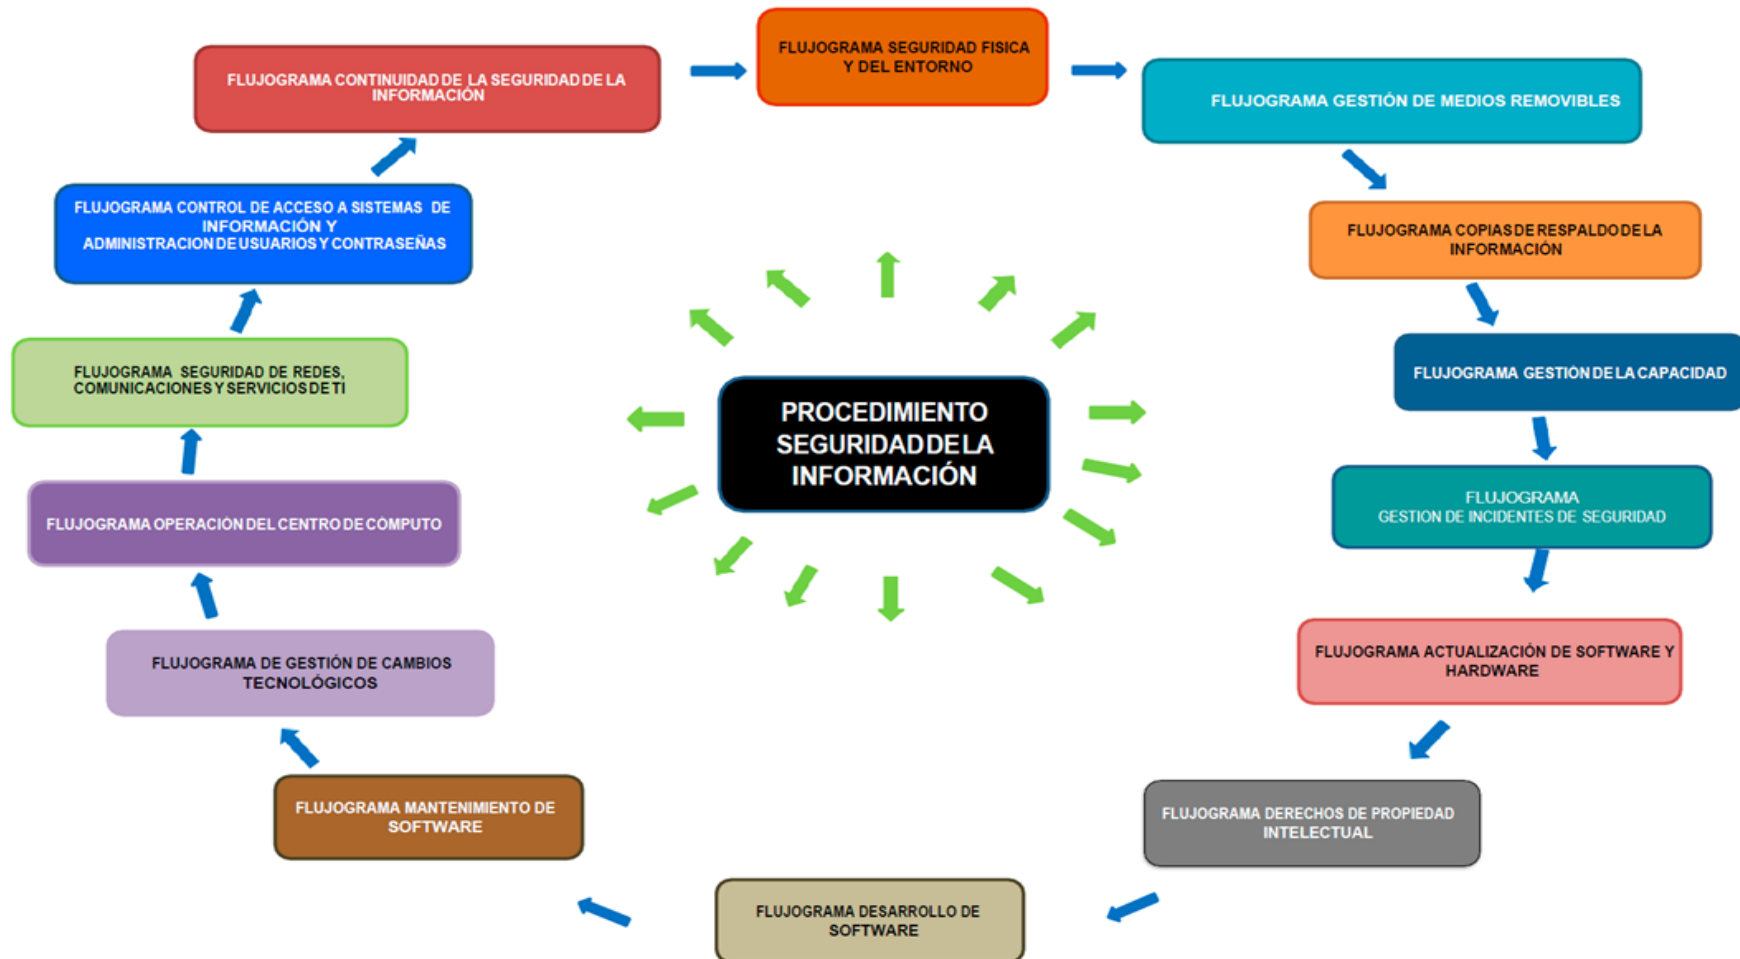 FLUJOGRAMA SEGURIDAD FISICA
Y DEL ENTORNO
FLUJOGRAMA CONTINUIDAD DE LA SEGURIDAD DE LA
INFORMACIÓN
FLUJOGRAMA GESTIÓN DE MEDIOS REMOVIBLES
FLUJOGRAMA CONTROL DE ACCESO A SISTEMAS DE
INFORMACIÓN Y
ADMINISTRACION DE USUARIOS Y CONTRASEÑAS
FLUJOGRAMA COPIAS DE RESPALDO DE LA
INFORMACIÓN
FLUJOGRAMA SEGURIDAD DE REDES,
COMUNICACIONES Y SERVICIOS DE TI
FLUJOGRAMA GESTIÓN DE LA CAPACIDAD
PROCEDIMIENTO
SEGURIDAD DE LA
INFORMACIÓN
FLUJOGRAMA OPERACIÓN DEL CENTRO DE CÓMPUTO
FLUJOGRAMA
GESTION DE INCIDENTES DE SEGURIDAD
FLUJOGRAMA DE GESTIÓN DE CAMBIOS
TECNOLÓGICOS
FLUJOGRAMA ACTUALIZACIÓN DE SOFTWARE Y
HARDWARE
FLUJOGRAMA MANTENIMIENTO DE
SOFTWARE
FLUJOGRAMA DERECHOS DE PROPIEDAD
INTELECTUAL
FLUJOGRAMA DESARROLLO DE
SOFTWARE